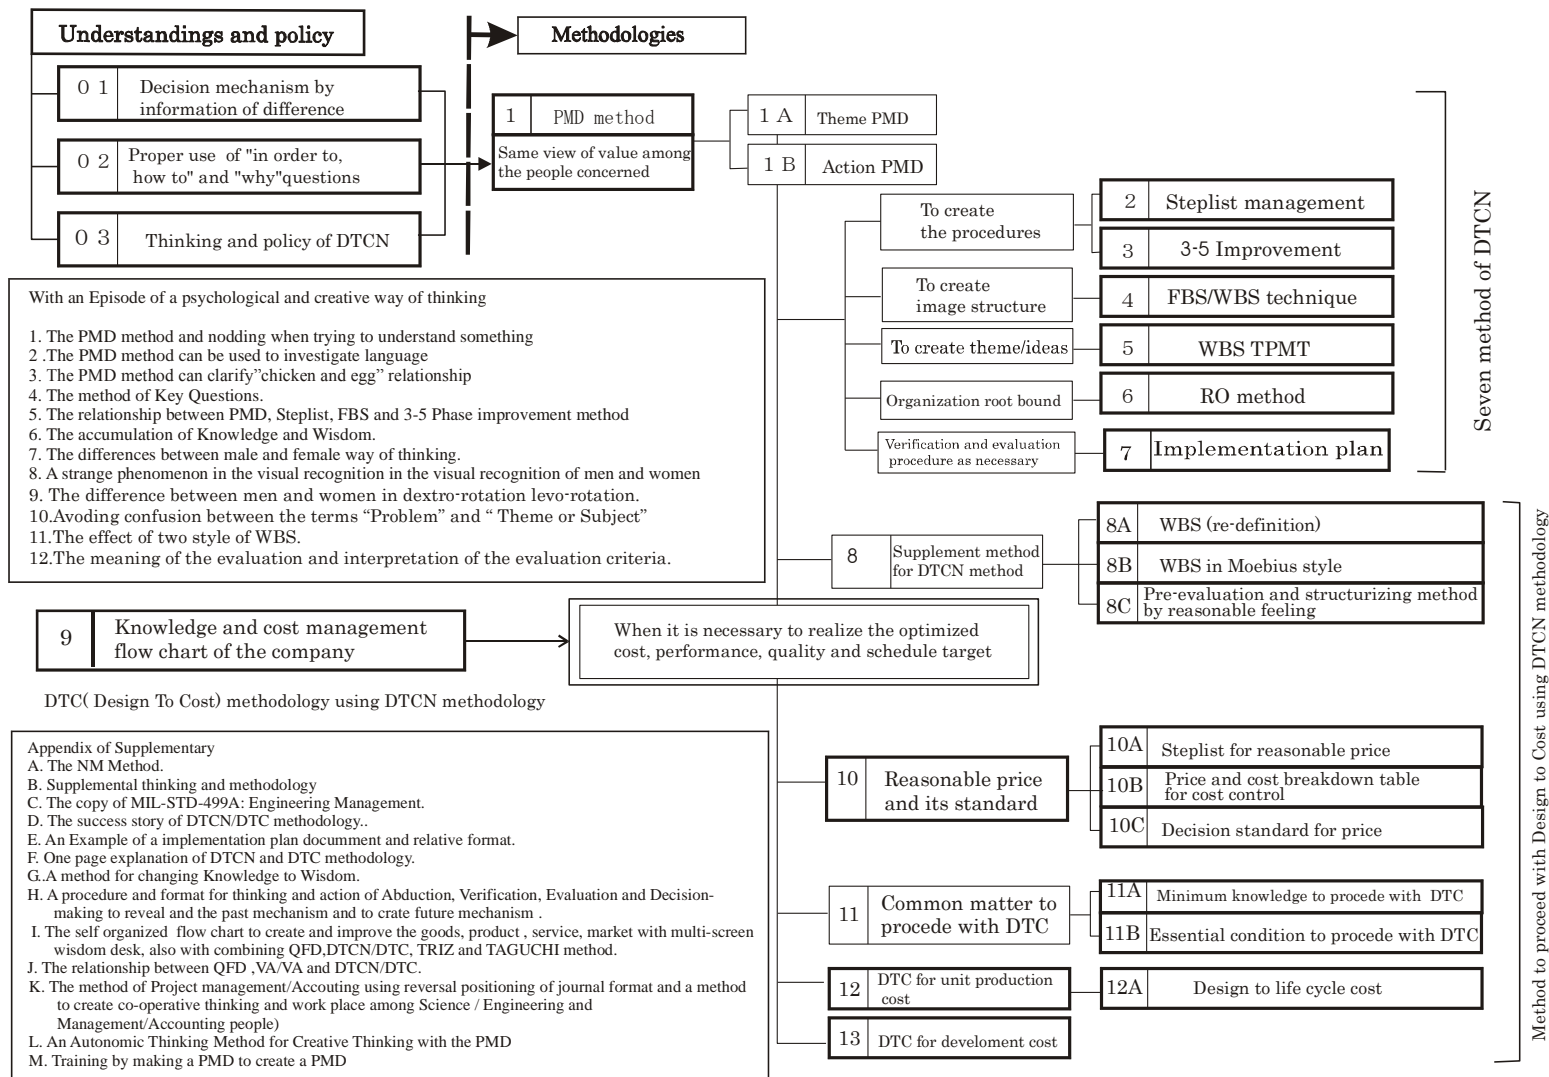 Understandings and policy
Methodologies
0 1
Decision mechanism by
information of difference
0 2
Proper use of "in order to,
how to" and "why"questions
0 3
Thinking and policy of DTCN
1
PMD method
Same view of value among
the people concerned
1 A
Theme PMD
1 B
Action PMD
To create
the procedures
2
Steplist management
3
3-5 Improvement
To create
image structure
4
FBS/WBS technique
To create theme/ideas
5
WBS TPMT
Organization root bound
6
RO method
Verification and evaluation
procedure as necessary
7
Implementation plan
Seven method of DTCN
With an Episode of a psychological and creative way of thinking
1. The PMD method and nodding when trying to understand something
2 .The PMD method can be used to investigate language
3. The PMD method can clarify”chicken and egg” relationship
4. The method of Key Questions.
5. The relationship between PMD, Steplist, FBS and 3-5 Phase improvement method
6. The accumulation of Knowledge and Wisdom.
7. The differences between male and female way of thinking.
8. A strange phenomenon in the visual recognition in the visual recognition of men and women
9. The difference between men and women in dextro-rotation levo-rotation.
10.Avoding confusion between the terms “Problem” and “ Theme or Subject”
11.The effect of two style of WBS.
12.The meaning of the evaluation and interpretation of the evaluation criteria.
8
Supplement method
for DTCN method
8A
WBS (re-definition)
8B
WBS in Moebius style
8C
Pre-evaluation and structurizing method
by reasonable feeling
9
Knowledge and cost management
flow chart of the company
When it is necessary to realize the optimized
cost, performance, quality and schedule target
DTC( Design To Cost) methodology using DTCN methodology
Appendix of Supplementary
A. The NM Method.
B. Supplemental thinking and methodology
C. The copy of MIL-STD-499A: Engineering Management.
D. The success story of DTCN/DTC methodology..
E. An Example of a implementation plan documment and relative format.
F. One page explanation of DTCN and DTC methodology.
G..A method for changing Knowledge to Wisdom.
H. A procedure and format for thinking and action of Abduction, Verification, Evaluation and Decision-
making to reveal and the past mechanism and to crate future mechanism .
I. The self organized flow chart to create and improve the goods, product , service, market with multi-screen
wisdom desk, also with combining QFD,DTCN/DTC, TRIZ and TAGUCHI method.
J. The relationship between QFD ,VA/VA and DTCN/DTC.
K. The method of Project management/Accouting using reversal positioning of journal format and a method
to create co-operative thinking and work place among Science / Engineering and
Management/Accounting people)
L. An Autonomic Thinking Method for Creative Thinking with the PMD
M. Training by making a PMD to create a PMD
10
Reasonable price
and its standard
10A
Steplist for reasonable price
10B
Price and cost breakdown table
for cost control
10C
Decision standard for price
11
Common matter to
procede with DTC
11A
Minimum knowledge to procede with DTC
11B
Essential condition to procede with DTC
12
DTC for unit production
cost
12A
Design to life cycle cost
13
DTC for develoment cost
Method to proceed with Design to Cost using DTCN methodology